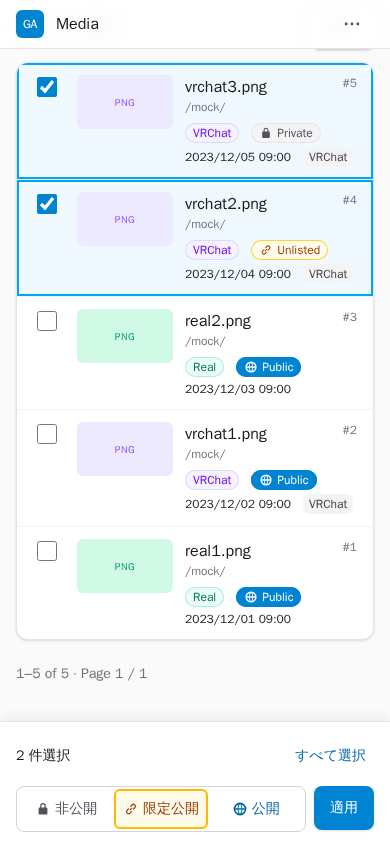 GA Media ···
PNG vrchat3.png #5
/mock/
VRChat Private
2023/12/05 09:00 VRChat
PNG vrchat2.png #4
/mock/
VRChat Unlisted
2023/12/04 09:00 VRChat
PNG real2.png #3
/mock/
Real Public
2023/12/03 09:00
PNG vrchat1.png #2
/mock/
VRChat Public
2023/12/02 09:00 VRChat
PNG real1.png #1
/mock/
Real Public
2023/12/01 09:00
1–5 of 5 · Page 1 / 1
2 件選択 すべて選択
非公開 限定公開 公開 適用